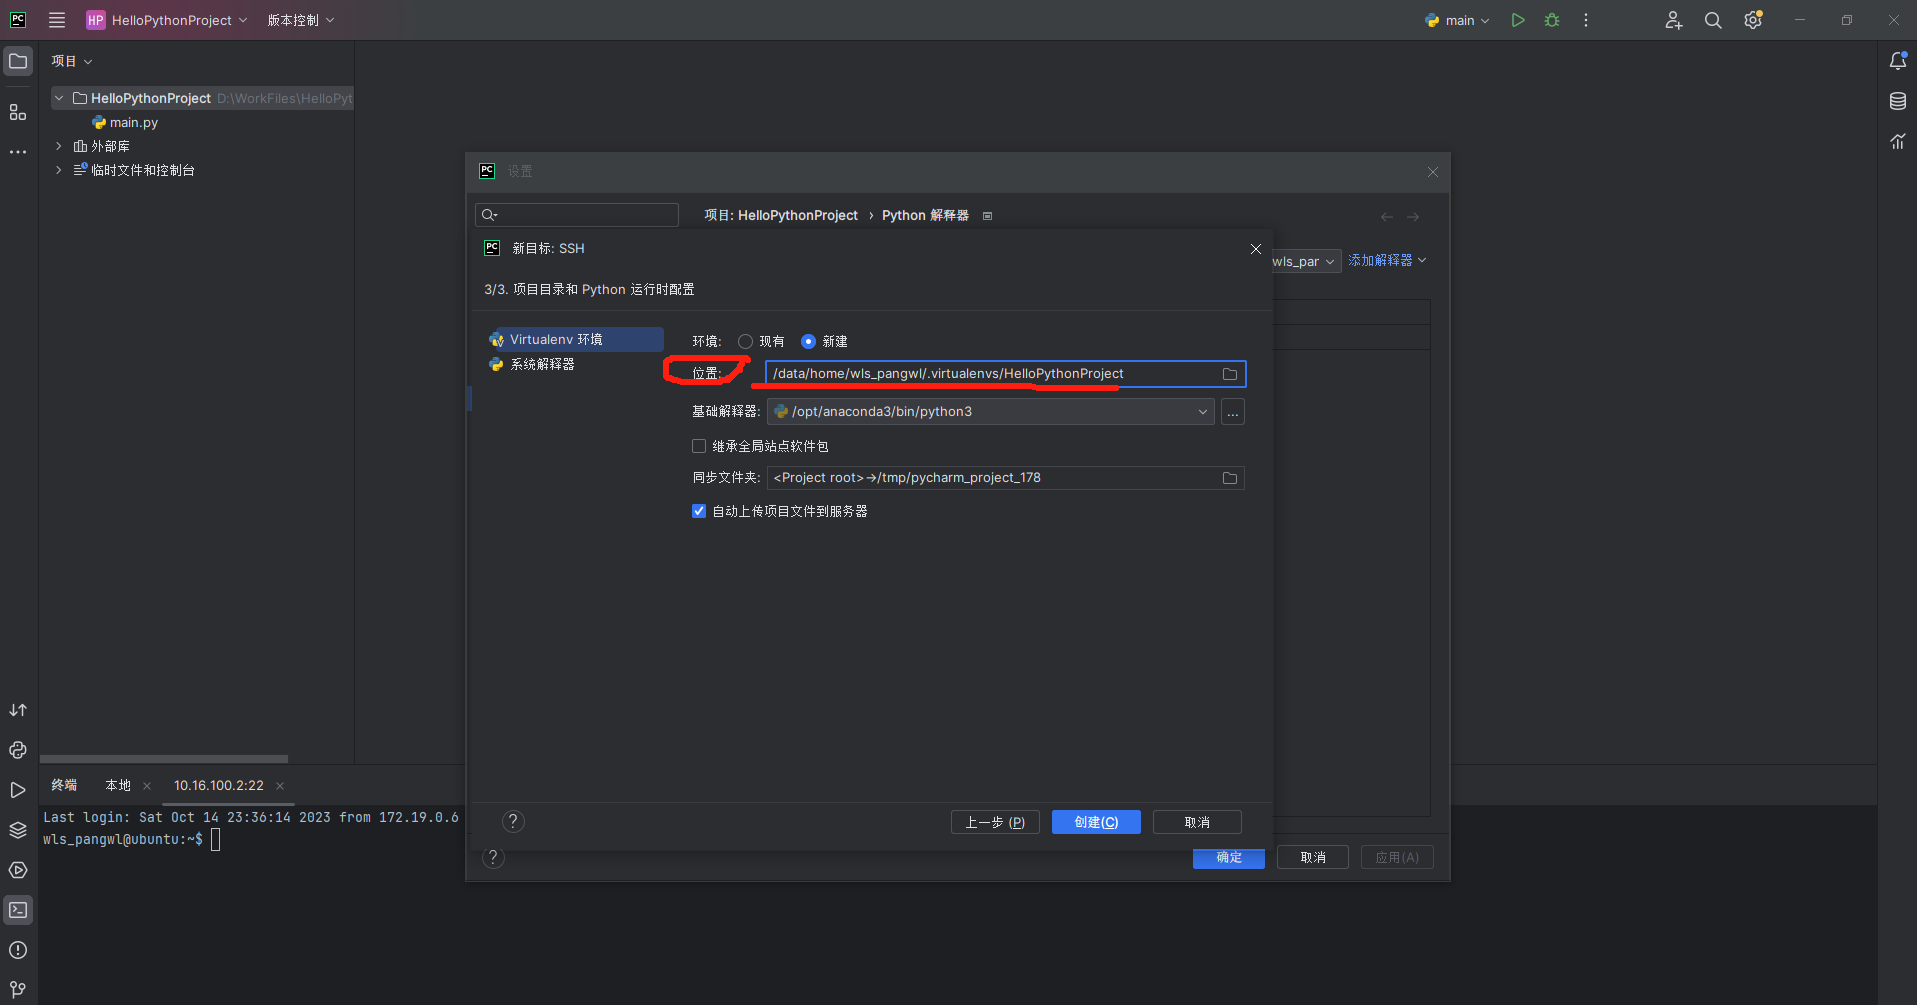 PC
HP HelloPythonProject
版本控制
main
项目
HelloPythonProject D:\WorkFiles\HelloPyt
main.py
外部库
临时文件和控制台
PC 设置
项目: HelloPythonProject › Python 解释器
PC 新目标: SSH
wls_par
添加解释器
3/3. 项目目录和 Python 运行时配置
Virtualenv 环境
系统解释器
环境: 现有 新建
位置: /data/home/wls_pangwl/.virtualenvs/HelloPythonProject
基础解释器: /opt/anaconda3/bin/python3 ...
继承全局站点软件包
同步文件夹: <Project root>→/tmp/pycharm_project_178
自动上传项目文件到服务器
? 上一步 (P) 创建(C) 取消
? 确定 取消 应用(A)
终端 本地 10.16.100.2:22
Last login: Sat Oct 14 23:36:14 2023 from 172.19.0.6
wls_pangwl@ubuntu:~$